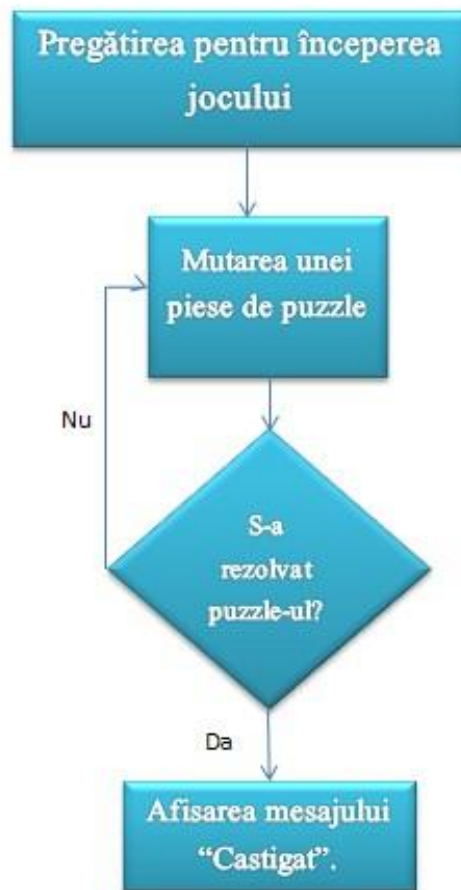 Pregătirea pentru începerea
jocului
Mutarea unei
piese de puzzle
Nu
S-a
rezolvat
puzzle-ul?
Da
Afisarea mesajului
“Castigat”.